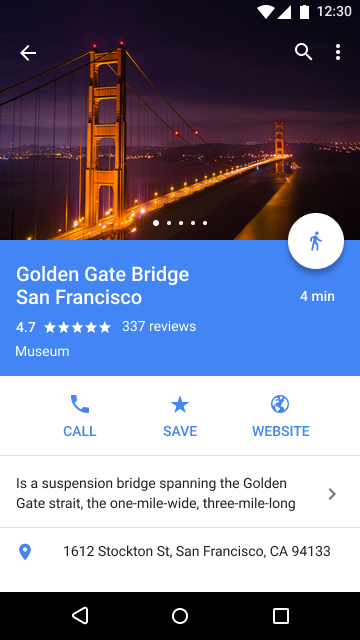 12:30
Golden Gate Bridge
San Francisco
4 min
4.7 337 reviews
Museum
CALL SAVE WEBSITE
Is a suspension bridge spanning the Golden
Gate strait, the one-mile-wide, three-mile-long
1612 Stockton St, San Francisco, CA 94133